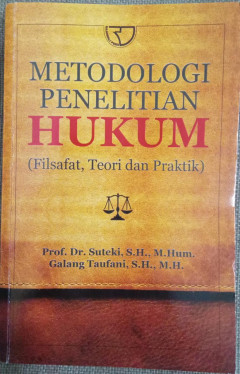 METODOLOGI
PENELITIAN
HUKUM
(Filsafat, Teori dan Praktik)
Prof. Dr. Suteki, S.H., M.Hum.
Galang Taufani, S.H., M.H.